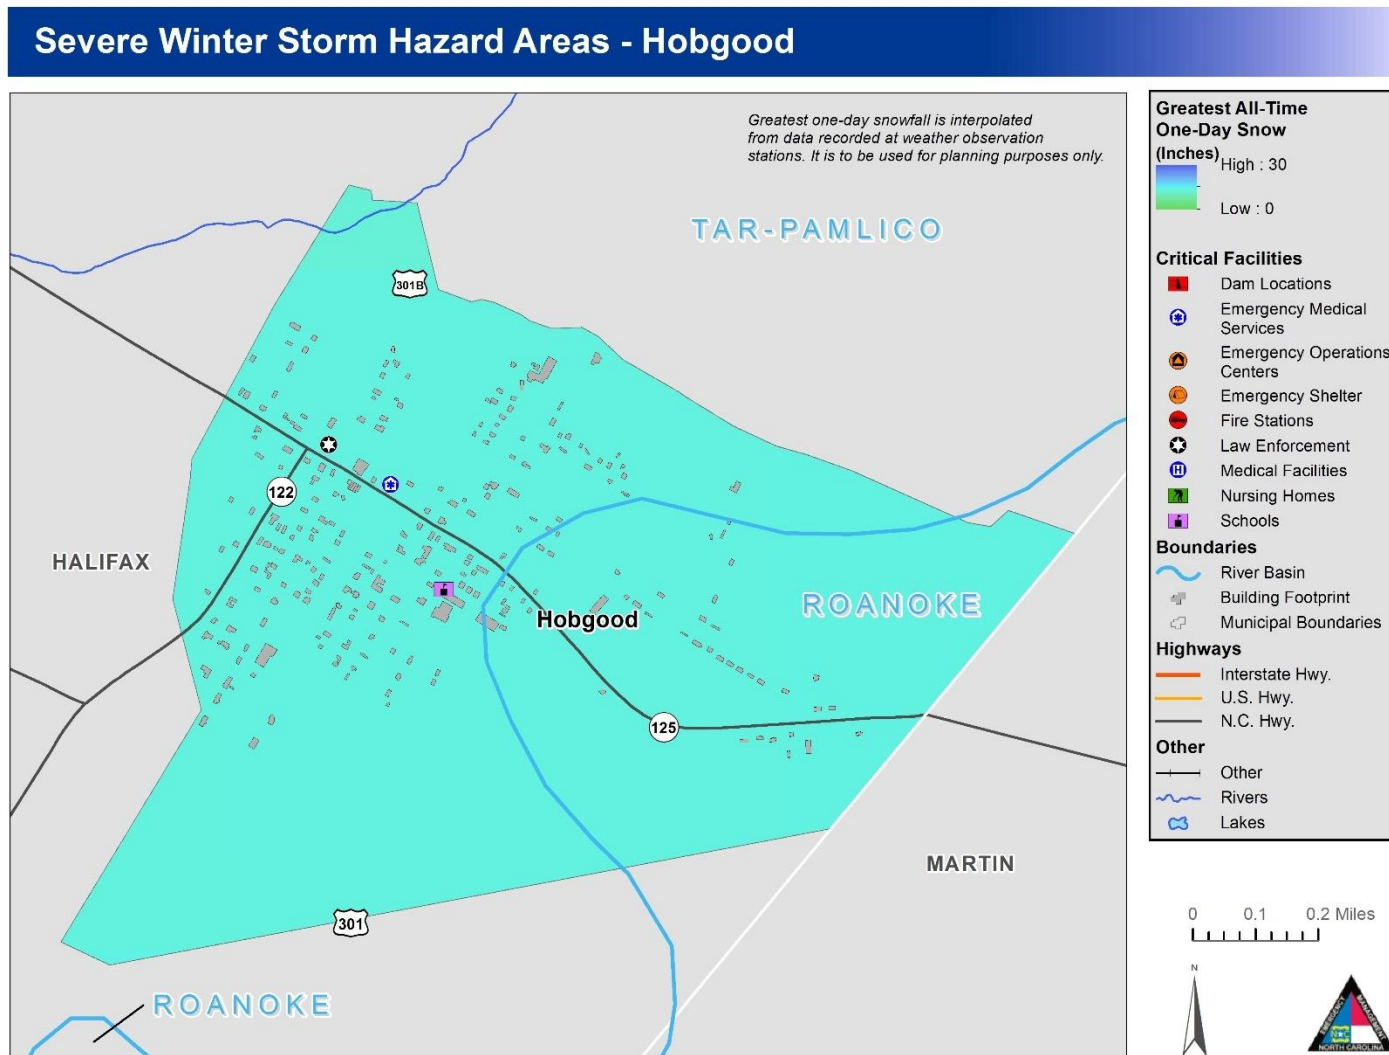 Severe Winter Storm Hazard Areas - Hobgood
Greatest one-day snowfall is interpolated
from data recorded at weather observation
stations. It is to be used for planning purposes only.
TAR-PAMLICO
301B
122
HALIFAX
ROANOKE
Hobgood
125
MARTIN
301
ROANOKE
Greatest All-Time
One-Day Snow
(Inches)
High : 30
Low : 0
Critical Facilities
Dam Locations
Emergency Medical
Services
Emergency Operations
Centers
Emergency Shelter
Fire Stations
Law Enforcement
H
Medical Facilities
Nursing Homes
Schools
Boundaries
River Basin
Building Footprint
Municipal Boundaries
Highways
Interstate Hwy.
U.S. Hwy.
N.C. Hwy.
Other
Other
Rivers
Lakes
0 0.1 0.2 Miles
N
EMERGENCY
MANAGEMENT
NORTH CAROLINA